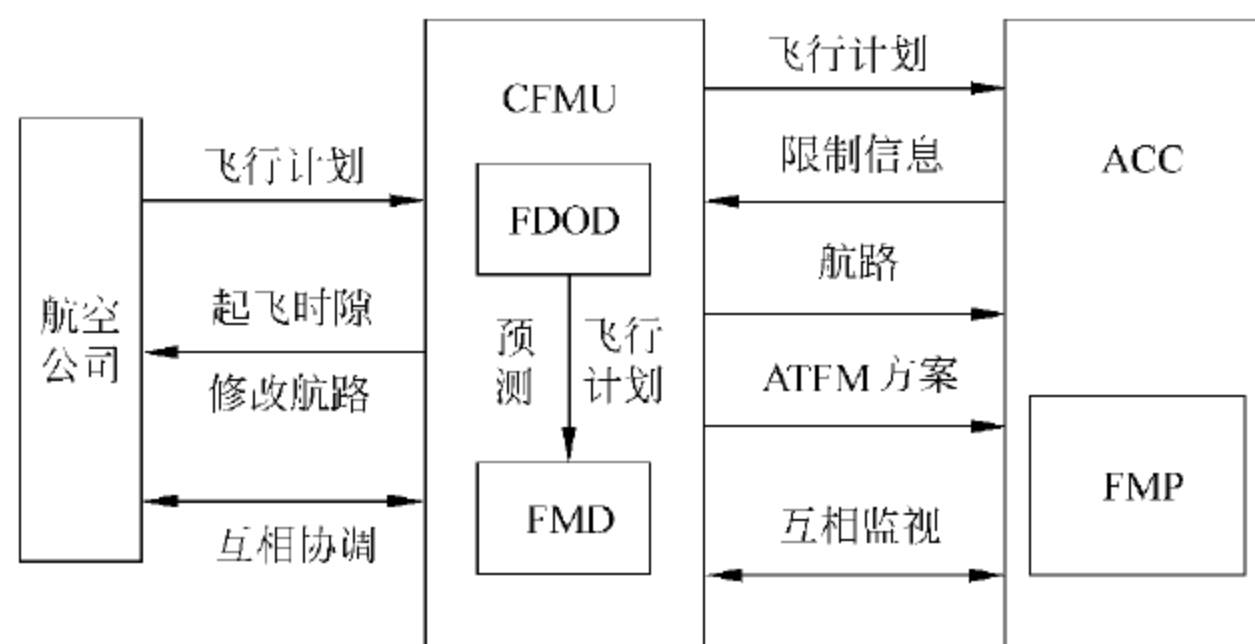 航空
公司
飞行计划
起飞时隙
修改航路
互相协调
CFMU
FDOD
预
测
飞行
计划
FMD
飞行计划
限制信息
航路
ATFM 方案
互相监视
ACC
FMP